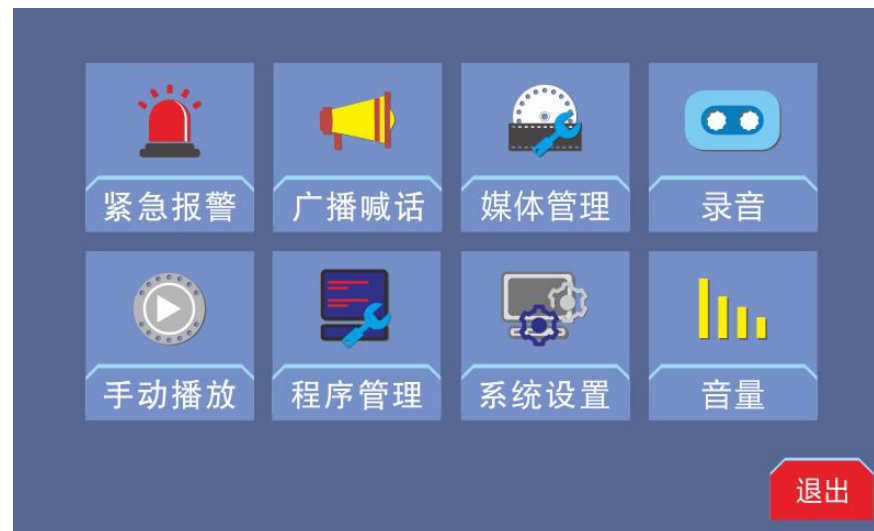 紧急报警
广播喊话
媒体管理
录音
手动播放
程序管理
系统设置
音量
退出